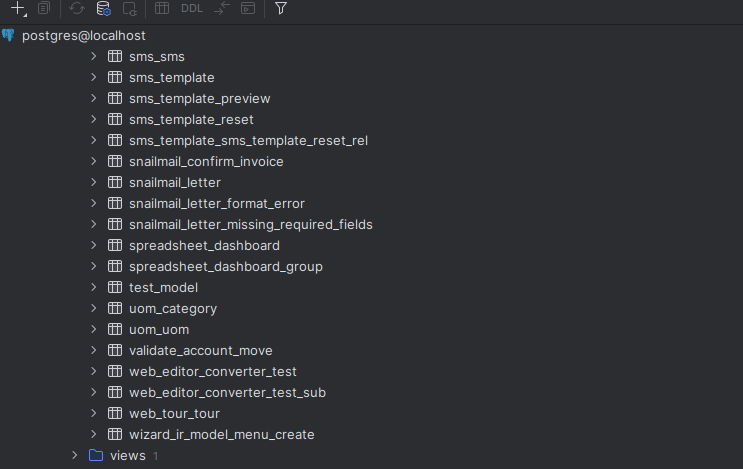 DDL
postgres@localhost
sms_sms
sms_template
sms_template_preview
sms_template_reset
sms_template_sms_template_reset_rel
snailmail_confirm_invoice
snailmail_letter
snailmail_letter_format_error
snailmail_letter_missing_required_fields
spreadsheet_dashboard
spreadsheet_dashboard_group
test_model
uom_category
uom_uom
validate_account_move
web_editor_converter_test
web_editor_converter_test_sub
web_tour_tour
wizard_ir_model_menu_create
views 1